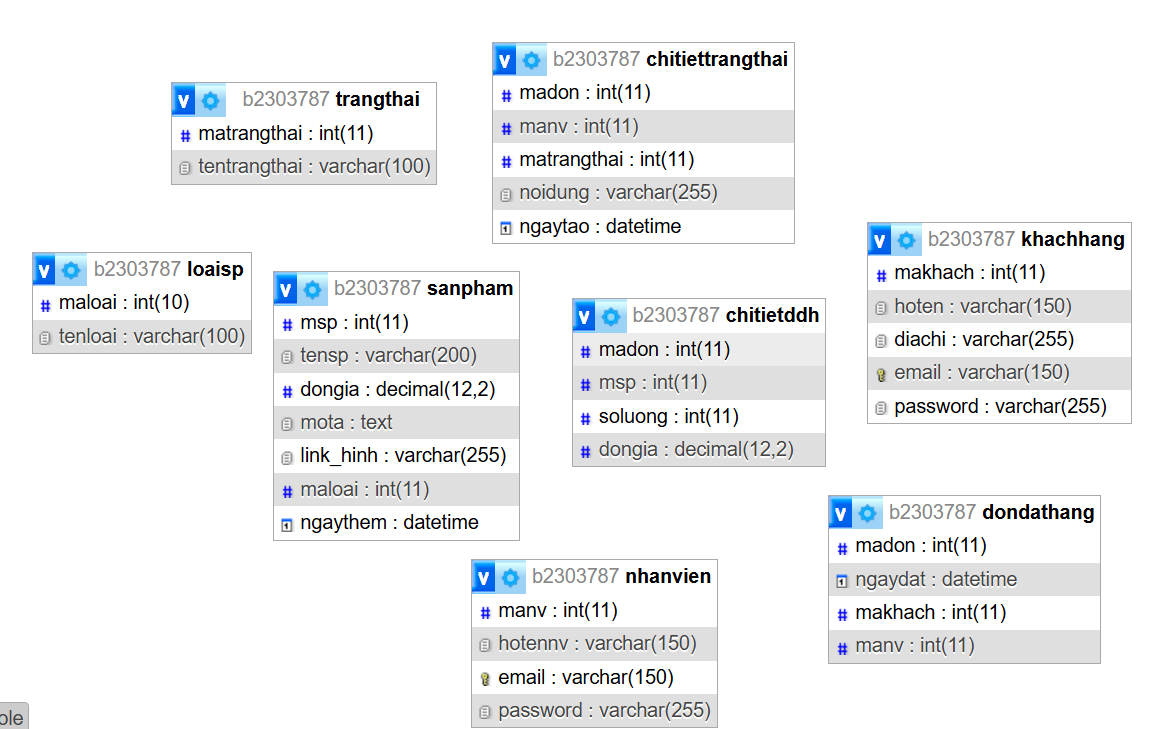 b2303787 trangthai
matrangthai : int(11)
tentrangthai : varchar(100)
b2303787 chitiettrangthai
madon : int(11)
manv : int(11)
matrangthai : int(11)
noidung : varchar(255)
ngaytao : datetime
b2303787 loaisp
maloai : int(10)
tenloai : varchar(100)
b2303787 sanpham
msp : int(11)
tensp : varchar(200)
dongia : decimal(12,2)
mota : text
link_hinh : varchar(255)
maloai : int(11)
ngaythem : datetime
b2303787 chitietddh
madon : int(11)
msp : int(11)
soluong : int(11)
dongia : decimal(12,2)
b2303787 khachhang
makhach : int(11)
hoten : varchar(150)
diachi : varchar(255)
email : varchar(150)
password : varchar(255)
b2303787 nhanvien
manv : int(11)
hotennv : varchar(150)
email : varchar(150)
password : varchar(255)
b2303787 dondathang
madon : int(11)
ngaydat : datetime
makhach : int(11)
manv : int(11)
ole